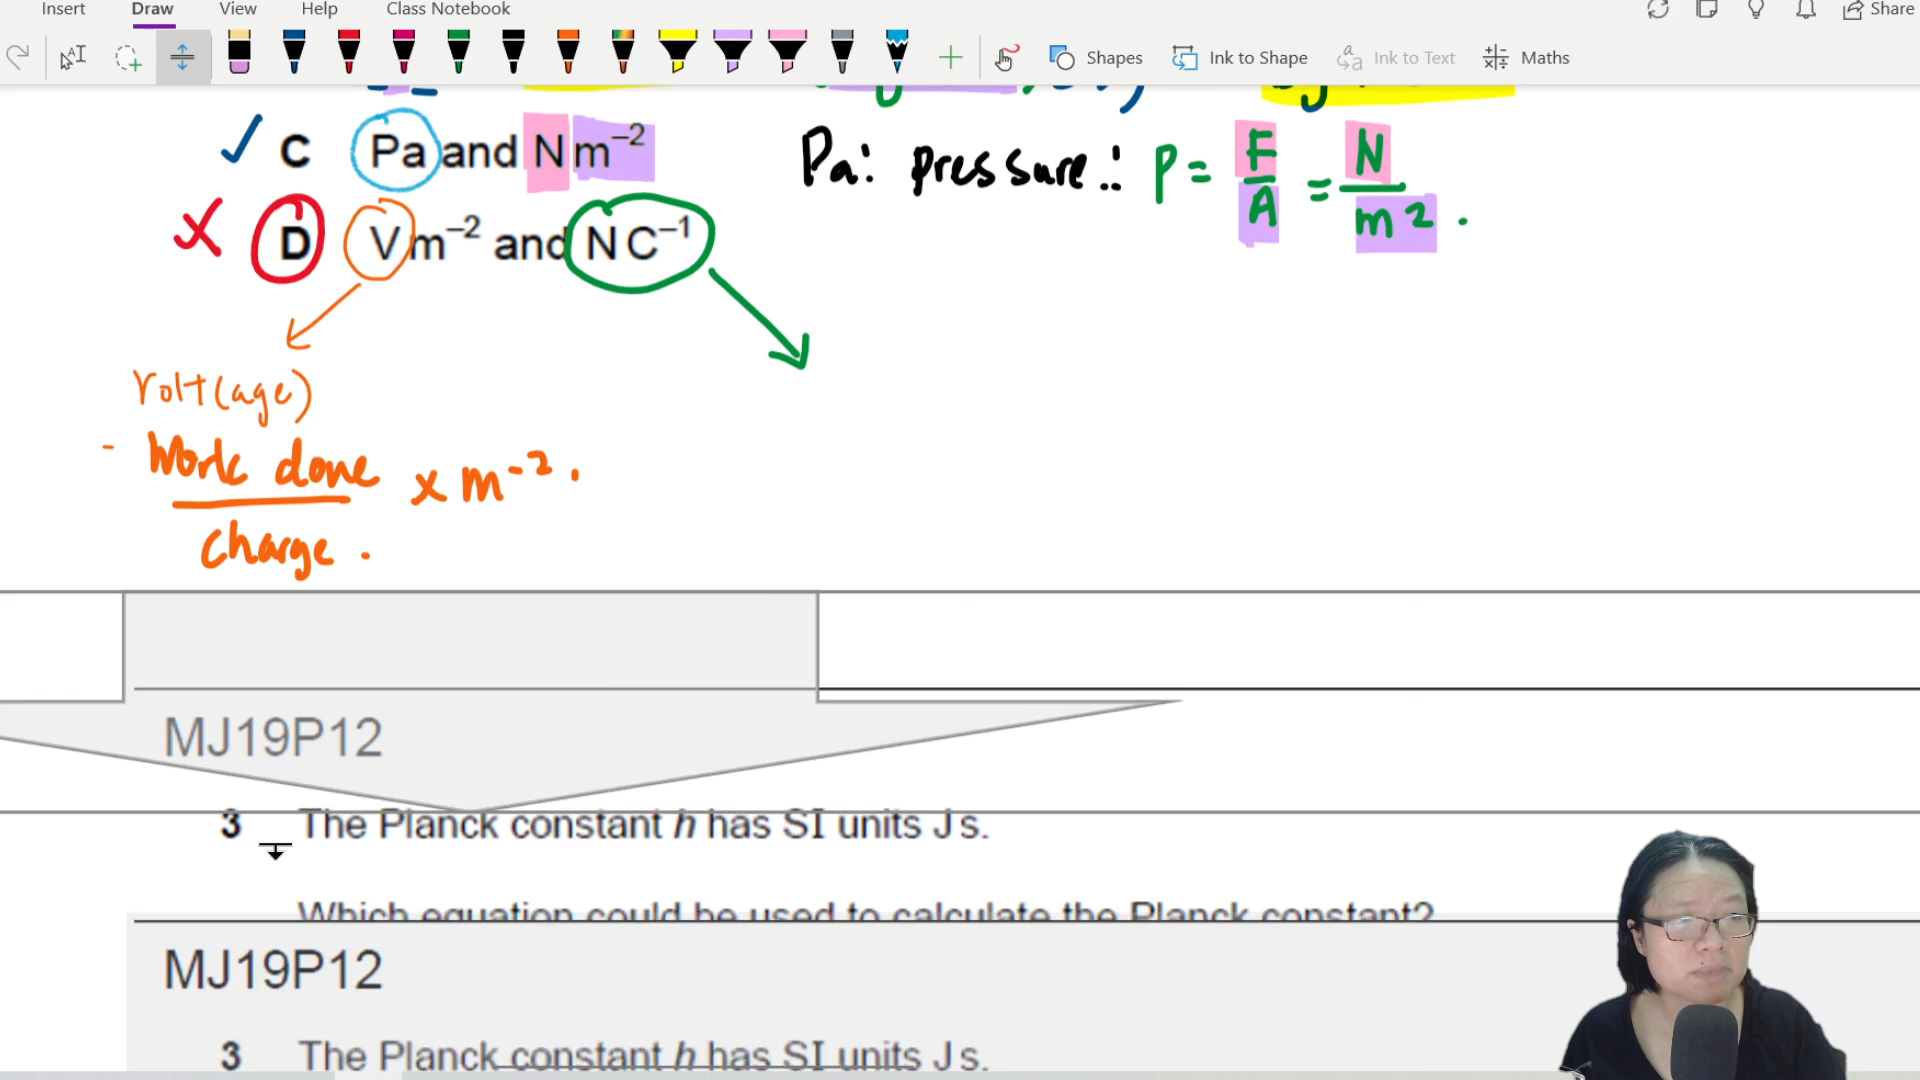 Insert Draw View Help Class Notebook Share
Shapes Ink to Shape Ink to Text Maths
C Pa and N m⁻² Pa: pressure ∴ P = F/A = N/m² .
D V m⁻² and N C⁻¹
Volt(age)
- Work done / charge . × m⁻² .
MJ19P12
3 The Planck constant h has SI units J s.
Which equation could be used to calculate the Planck constant?
MJ19P12
3 The Planck constant h has SI units J s.